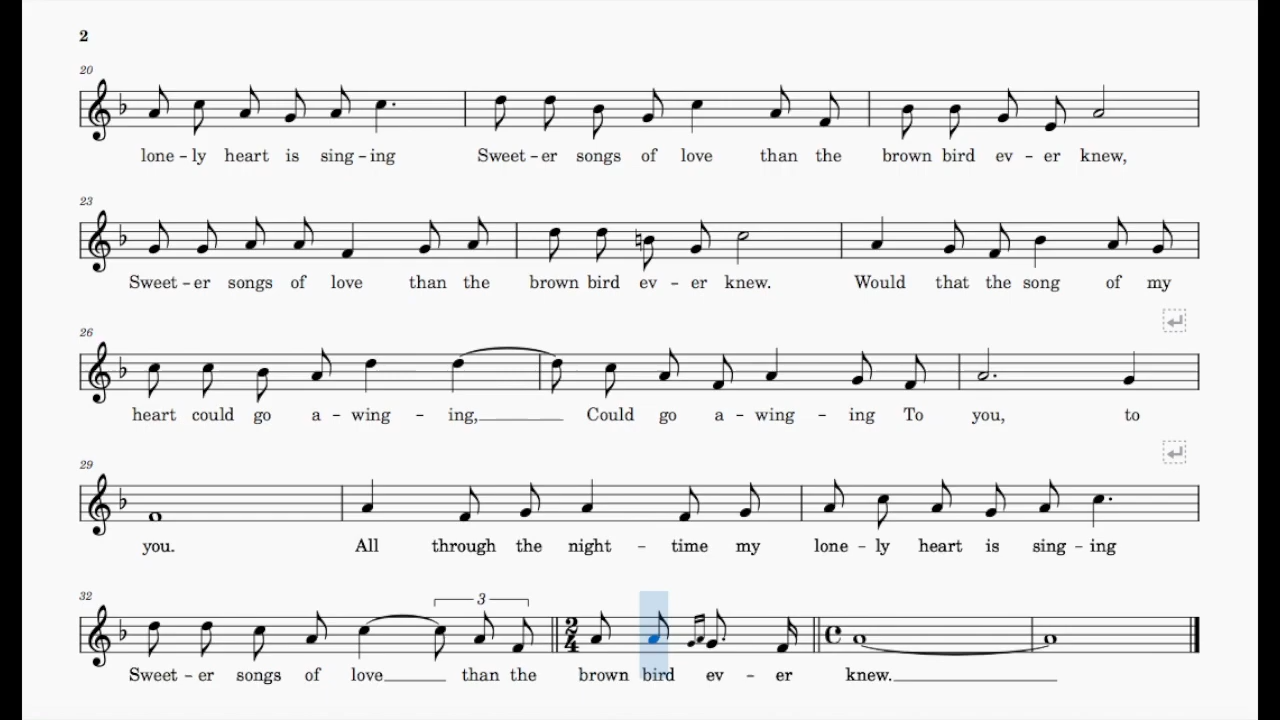 2
20
lone - ly heart is sing - ing Sweet - er songs of love than the brown bird ev - er knew,
23
Sweet - er songs of love than the brown bird ev - er knew. Would that the song of my
26
heart could go a - wing - ing, Could go a - wing - ing To you, to
29
you. All through the night - time my lone - ly heart is sing - ing
32
3
2
4
Sweet - er songs of love than the brown bird ev - er knew.